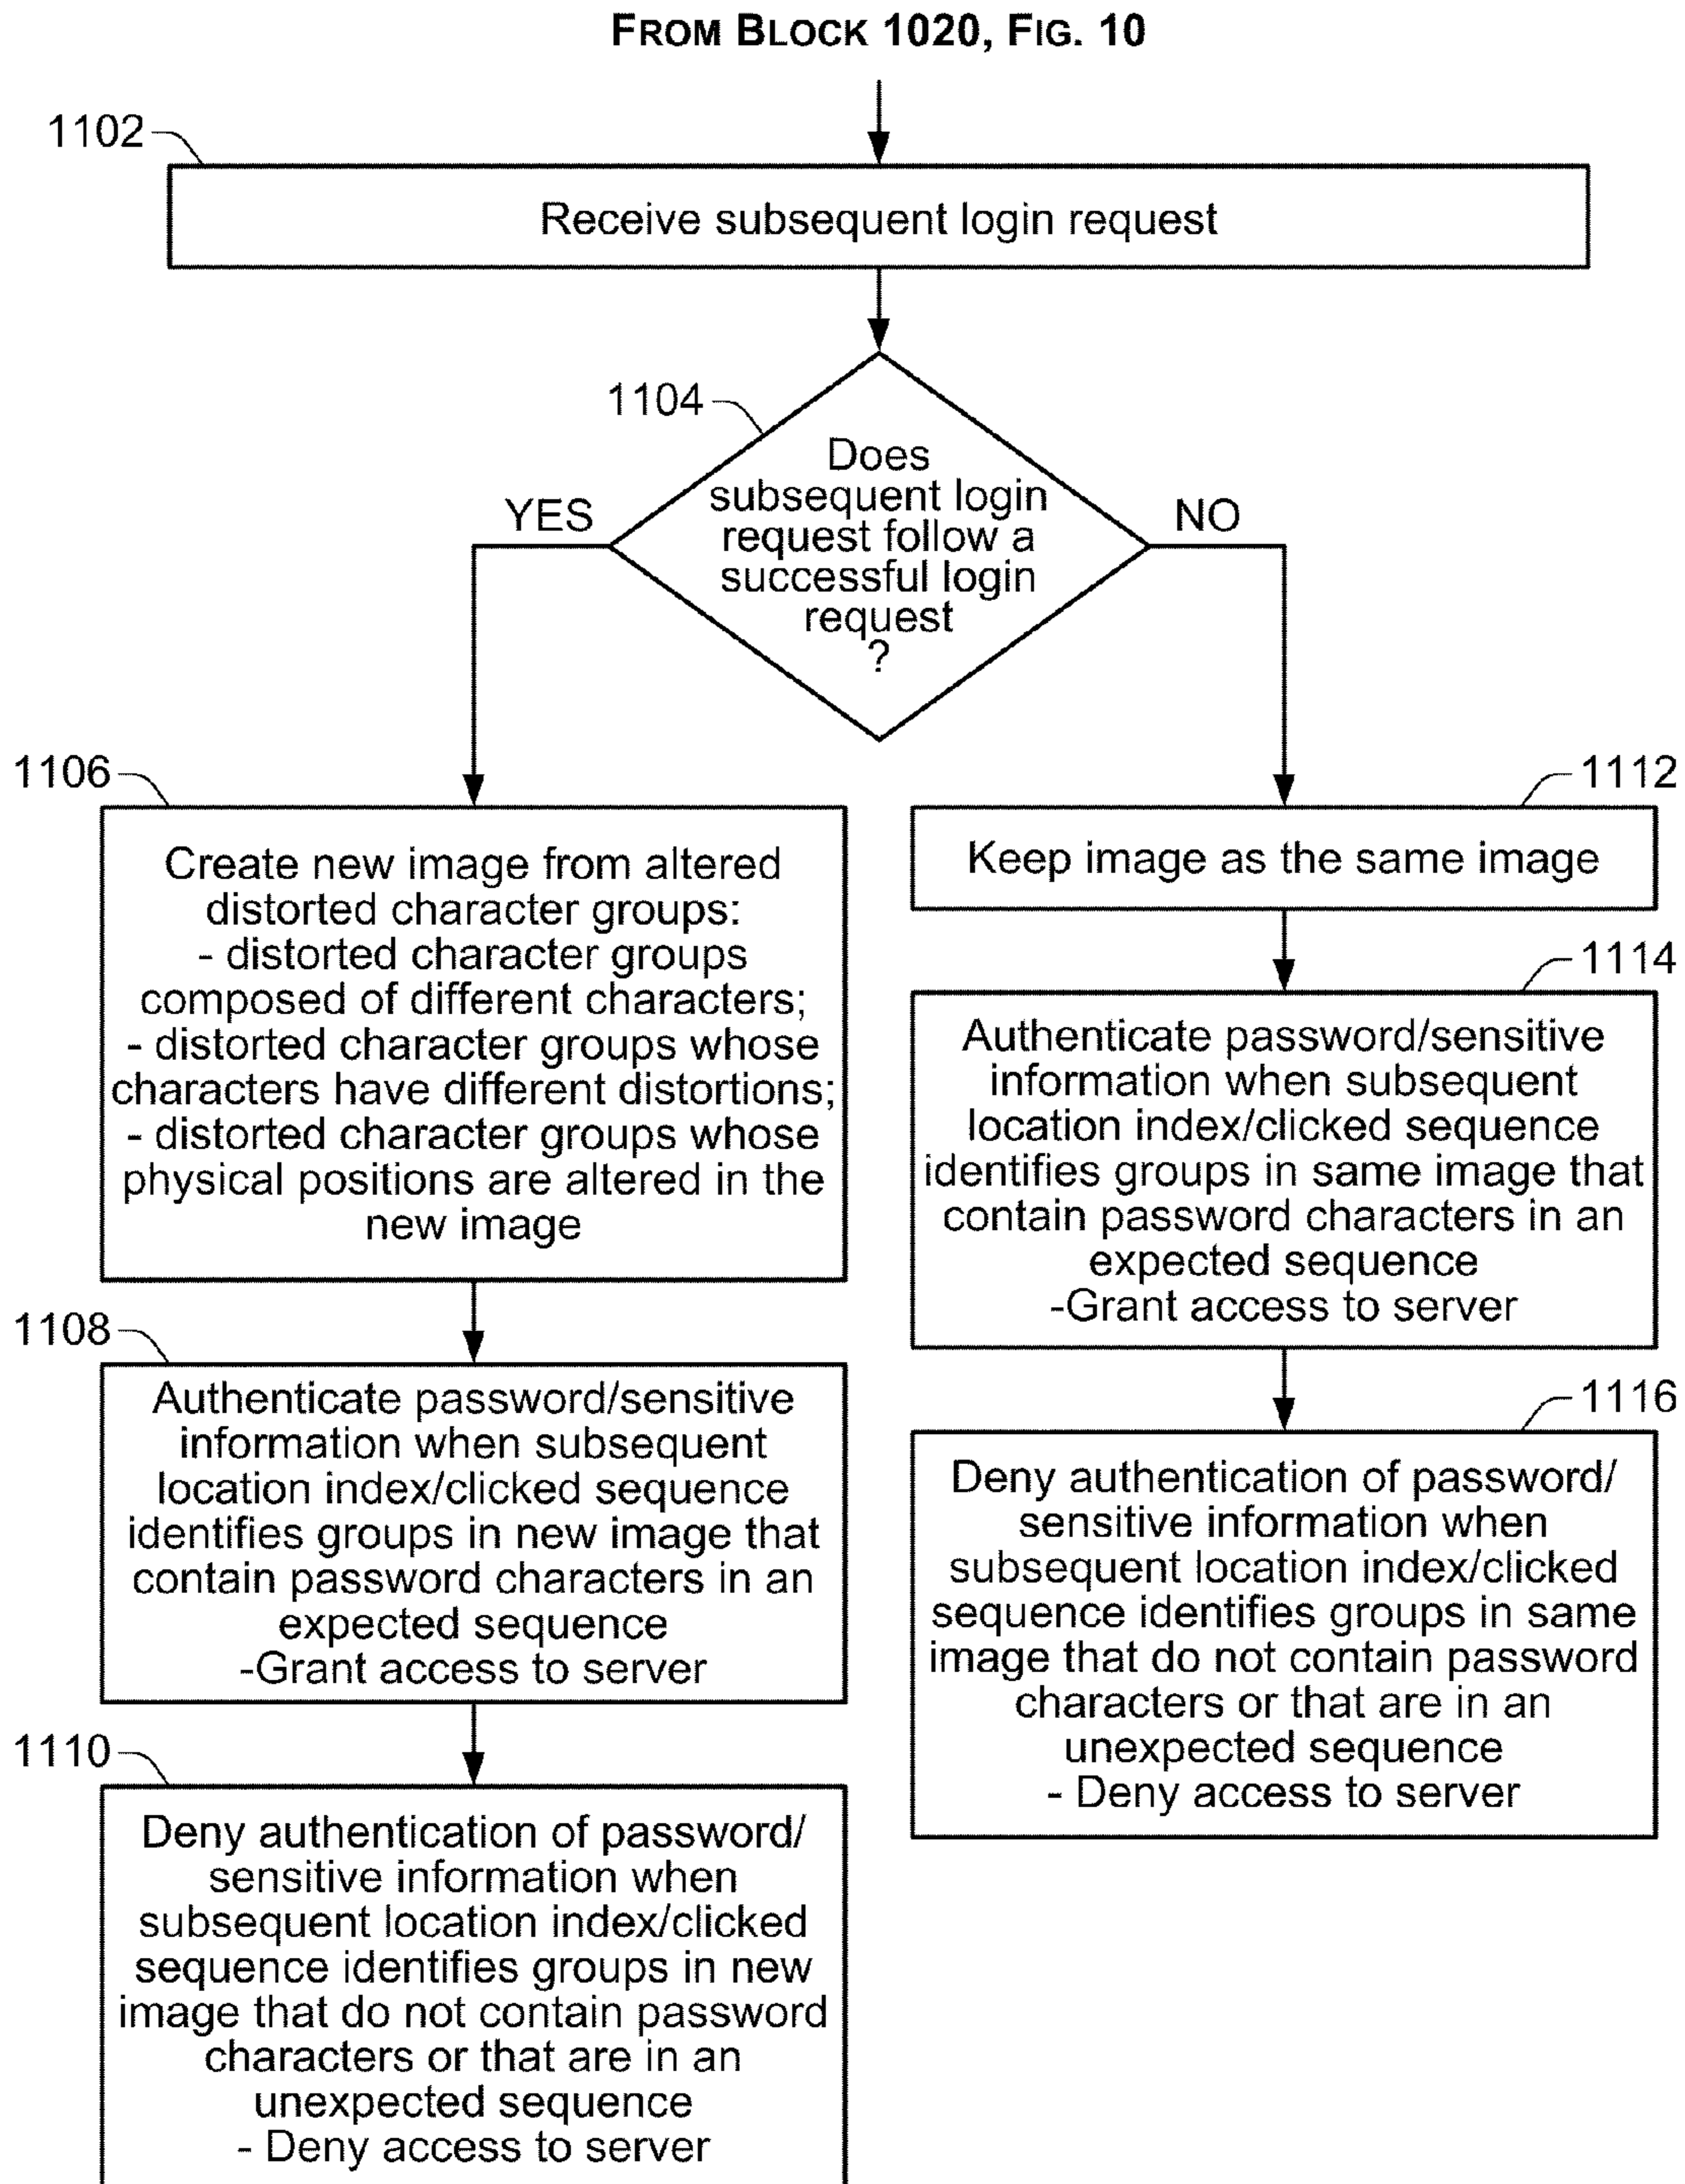 FROM BLOCK 1020, FIG. 10
1102
Receive subsequent login request
1104
Does
subsequent login
request follow a
successful login
request
?
YES
NO
1106
Create new image from altered
distorted character groups:
- distorted character groups
composed of different characters;
- distorted character groups whose
characters have different distortions;
- distorted character groups whose
physical positions are altered in the
new image
1108
Authenticate password/sensitive
information when subsequent
location index/clicked sequence
identifies groups in new image that
contain password characters in an
expected sequence
-Grant access to server
1110
Deny authentication of password/
sensitive information when
subsequent location index/clicked
sequence identifies groups in new
image that do not contain password
characters or that are in an
unexpected sequence
- Deny access to server
1112
Keep image as the same image
1114
Authenticate password/sensitive
information when subsequent
location index/clicked sequence
identifies groups in same image that
contain password characters in an
expected sequence
-Grant access to server
1116
Deny authentication of password/
sensitive information when
subsequent location index/clicked
sequence identifies groups in same
image that do not contain password
characters or that are in an
unexpected sequence
- Deny access to server